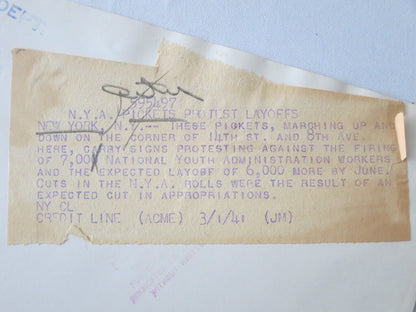 DEPT.
595497
N.Y.A. PICKETS PROTEST LAYOFFS
NEW YORK, N.Y.-- THESE PICKETS, MARCHING UP AND
DOWN ON THE CORNER OF 14TH ST. AND 8TH AVE.
HERE, CARRY SIGNS PROTESTING AGAINST THE FIRING
OF 7,000 NATIONAL YOUTH ADMINISTRATION WORKERS
AND THE EXPECTED LAYOFF OF 6,000 MORE BY JUNE.
CUTS IN THE N.Y.A. ROLLS WERE THE RESULT OF AN
EXPECTED CUT IN APPROPRIATIONS.
NY CL
CREDIT LINE (ACME) 3/1/41 (JM)
WITHOUT